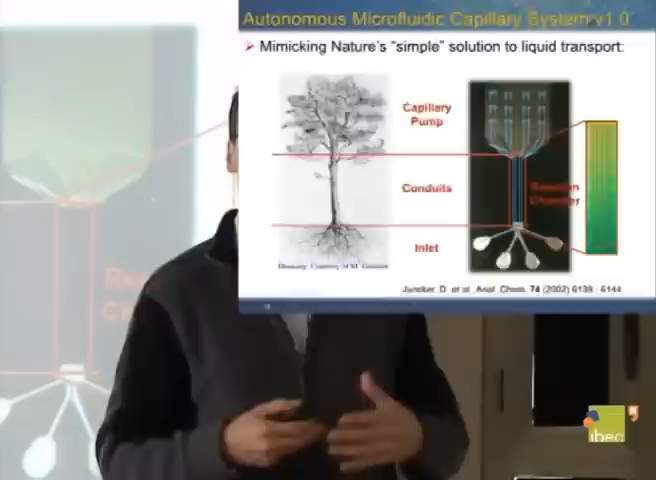 Autonomous Microfluidic Capillary System v1.0
Mimicking Nature's "simple" solution to liquid transport:
Capillary
Pump
Conduits
Reaction
Chamber
Inlet
Juncker, D. et al. Anal. Chem. 74 (2002) 6139 - 6144
ibec